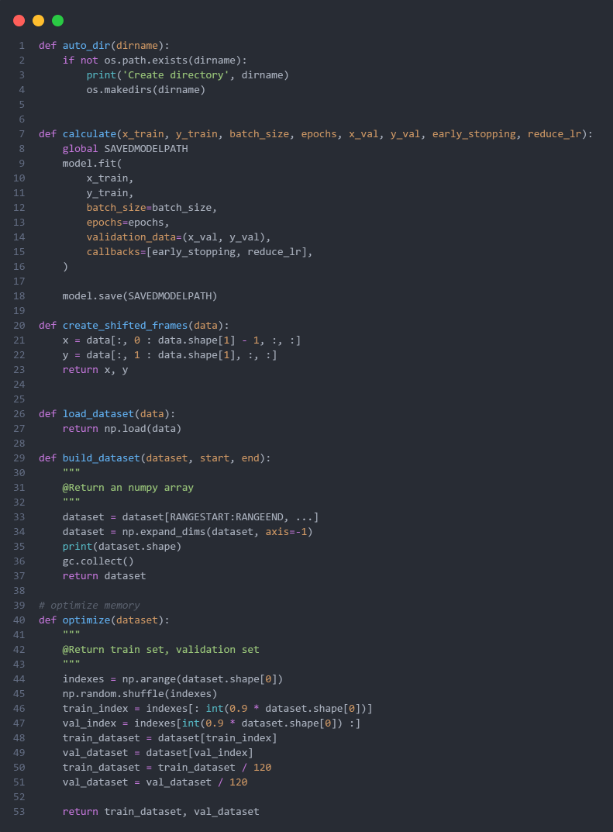 1 def auto_dir(dirname):
2 if not os.path.exists(dirname):
3 print('Create directory', dirname)
4 os.makedirs(dirname)
5
6
7 def calculate(x_train, y_train, batch_size, epochs, x_val, y_val, early_stopping, reduce_lr):
8 global SAVEDMODELPATH
9 model.fit(
10 x_train,
11 y_train,
12 batch_size=batch_size,
13 epochs=epochs,
14 validation_data=(x_val, y_val),
15 callbacks=[early_stopping, reduce_lr],
16 )
17
18 model.save(SAVEDMODELPATH)
19
20 def create_shifted_frames(data):
21 x = data[:, 0 : data.shape[1] - 1, :, :]
22 y = data[:, 1 : data.shape[1], :, :]
23 return x, y
24
25
26 def load_dataset(data):
27 return np.load(data)
28
29 def build_dataset(dataset, start, end):
30 """
31 @Return an numpy array
32 """
33 dataset = dataset[RANGESTART:RANGEEND, ...]
34 dataset = np.expand_dims(dataset, axis=-1)
35 print(dataset.shape)
36 gc.collect()
37 return dataset
38
39 # optimize memory
40 def optimize(dataset):
41 """
42 @Return train set, validation set
43 """
44 indexes = np.arange(dataset.shape[0])
45 np.random.shuffle(indexes)
46 train_index = indexes[: int(0.9 * dataset.shape[0])]
47 val_index = indexes[int(0.9 * dataset.shape[0]) :]
48 train_dataset = dataset[train_index]
49 val_dataset = dataset[val_index]
50 train_dataset = train_dataset / 120
51 val_dataset = val_dataset / 120
52
53 return train_dataset, val_dataset